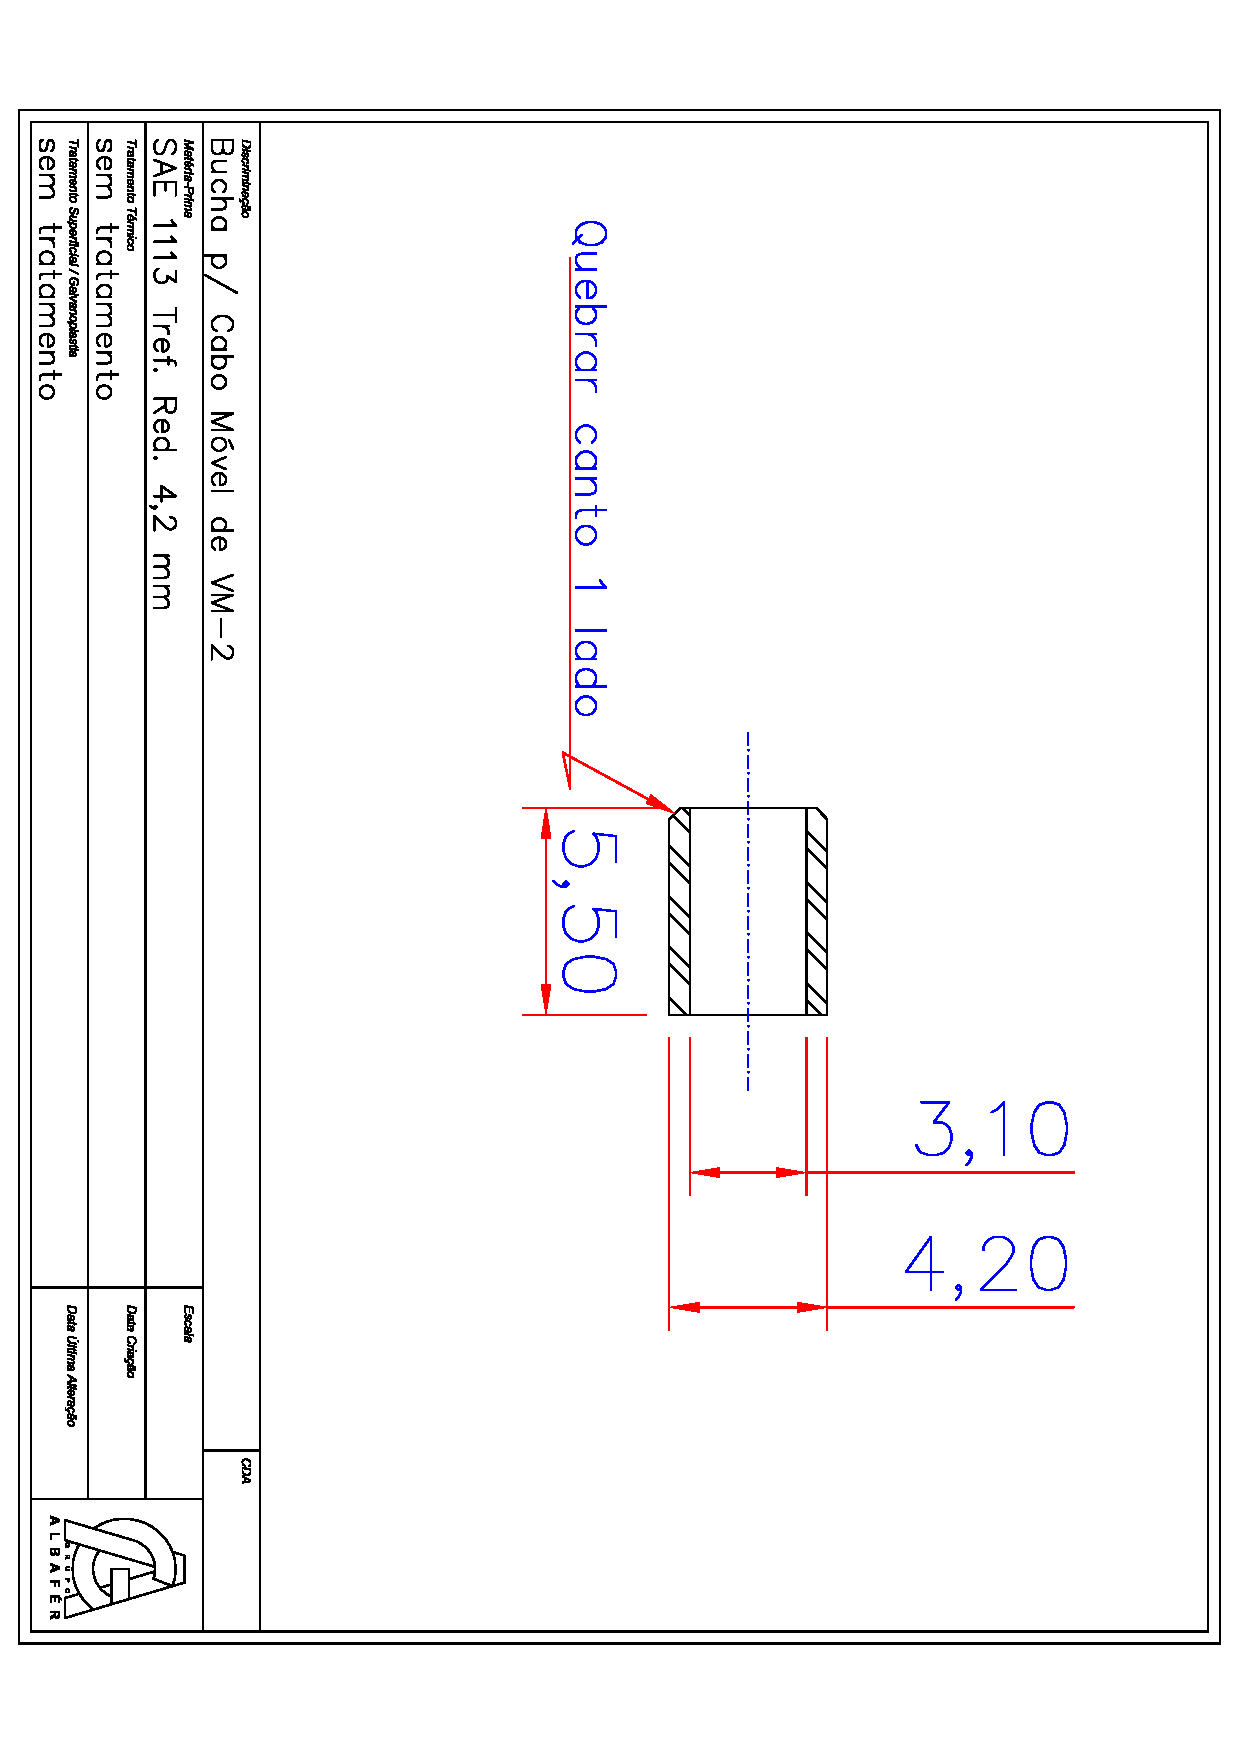 Quebrar canto 1 lado
5,50
3,10
4,20
Discriminação
Bucha p/ Cabo Móvel de VM-2
CDA
Matéria-Prima
SAE 1113 Tref. Red. 4,2 mm
Escala
Tratamento Térmico
sem tratamento
Data Criação
Tratamento Superficial / Galvanoplastia
sem tratamento
Data Última Alteração
GRUPO
ALBAFÉR